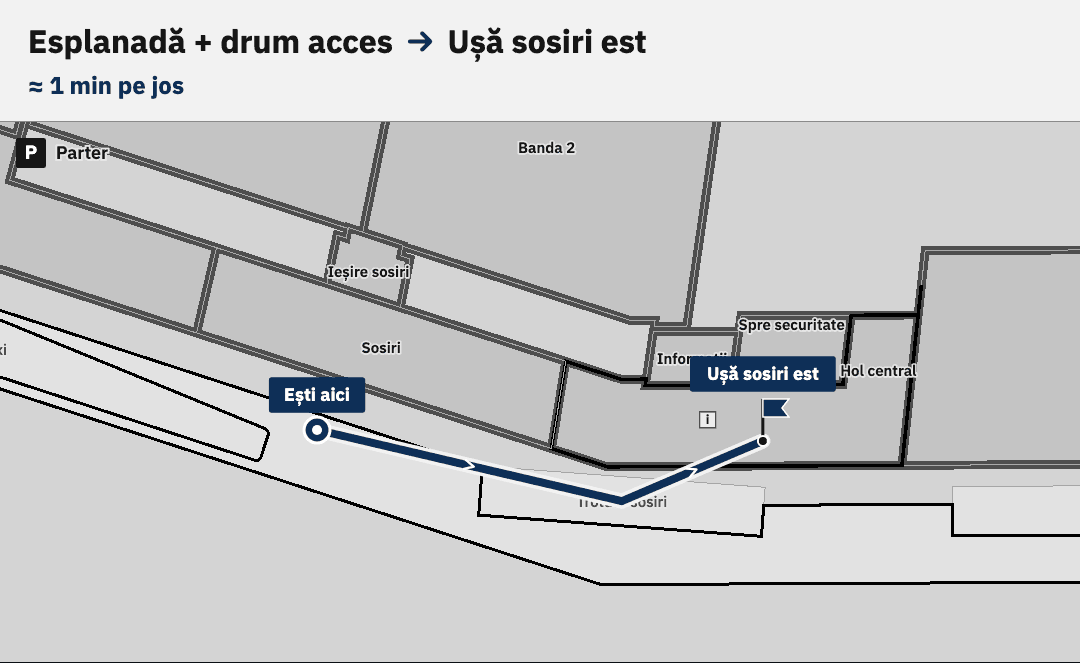 Esplanadă + drum acces → Ușă sosiri est
≈ 1 min pe jos
P Parter
Banda 2
Ieșire sosiri
Spre securitate
Sosiri
Hol central
Ușă sosiri est
Ești aici
i
sosiri